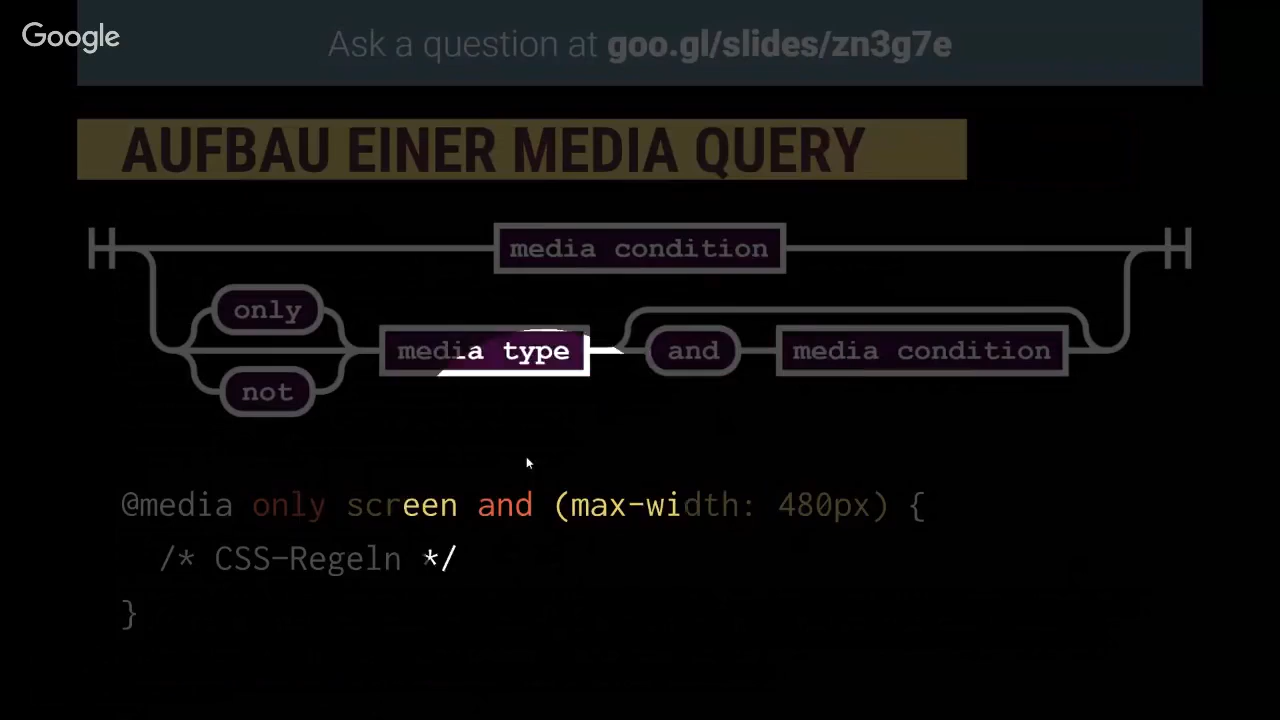 Google
Ask a question at goo.gl/slides/zn3g7e
AUFBAU EINER MEDIA QUERY
media condition
only
media type
and
media condition
not
@media only screen and (max-width: 480px) {
/* CSS-Regeln */
}